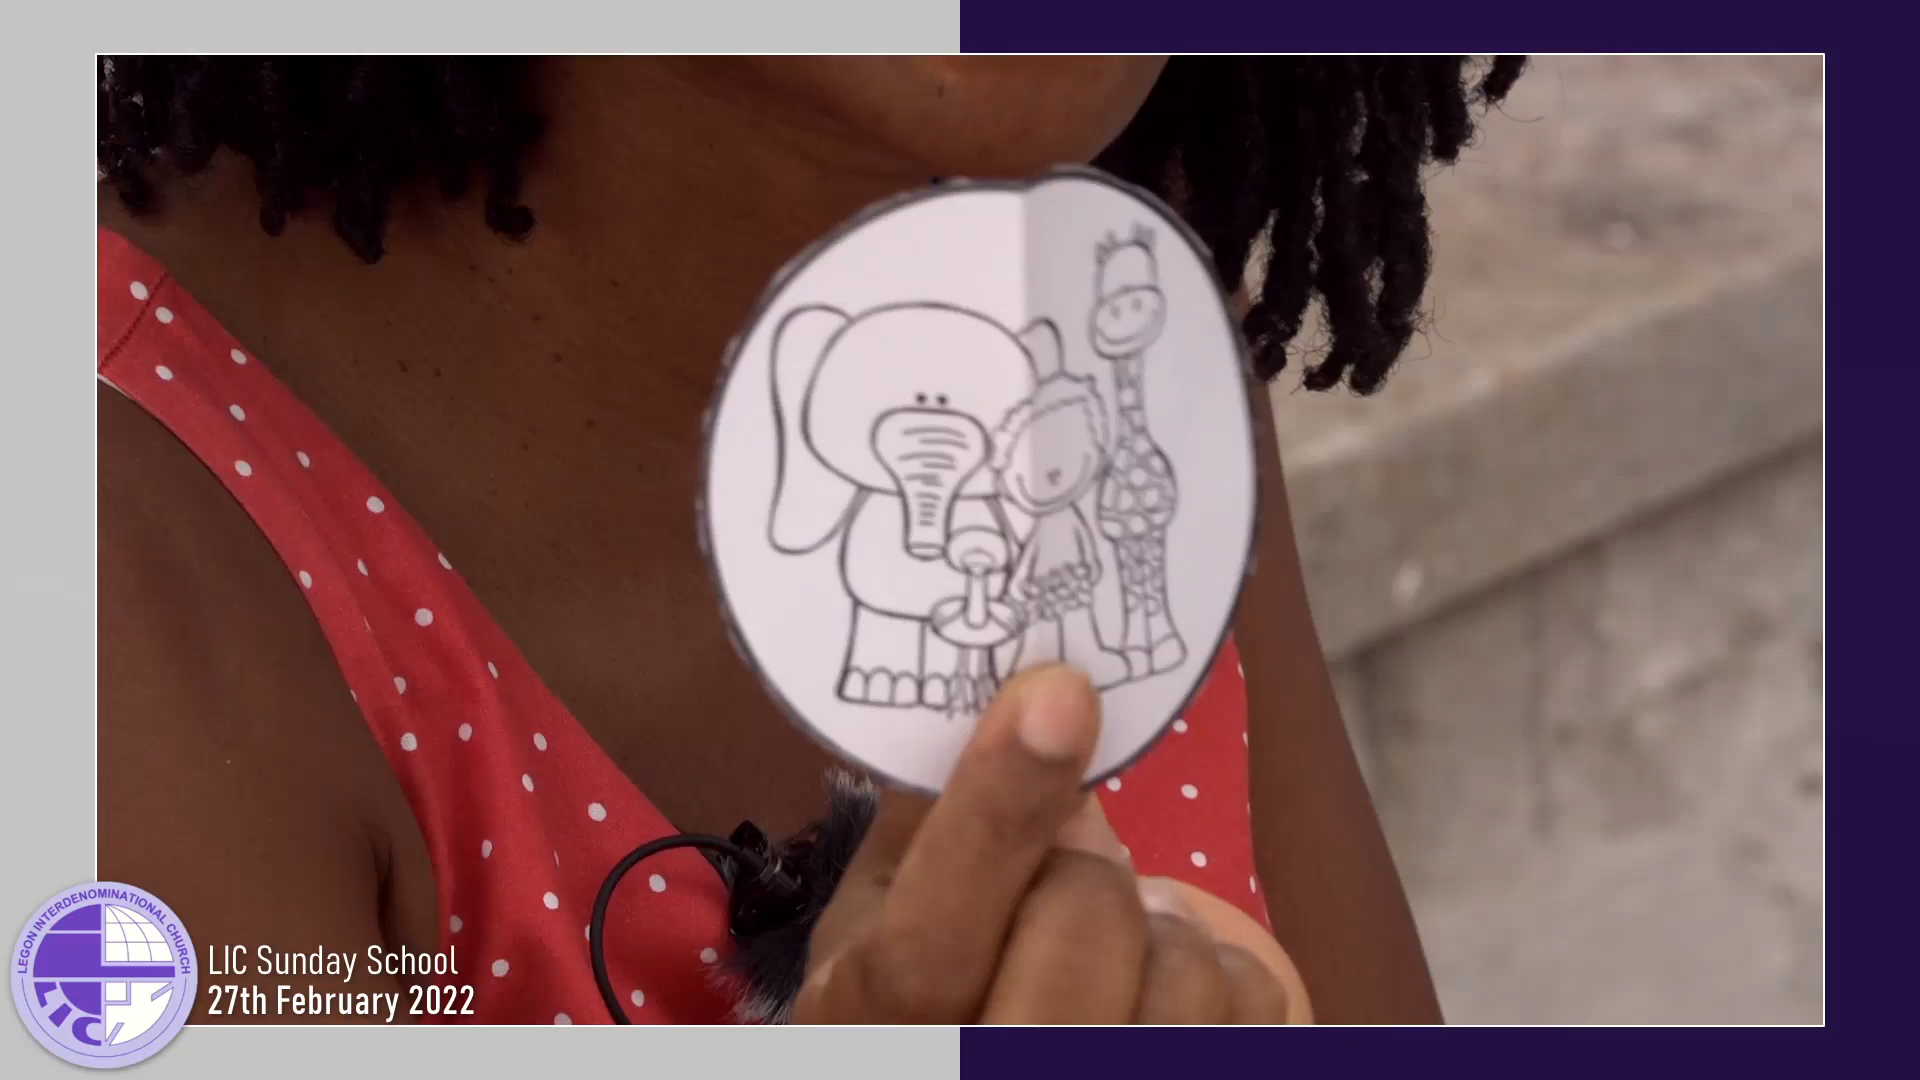 LEGON INTERDENOMINATIONAL CHURCH
LIC
LIC Sunday School
27th February 2022